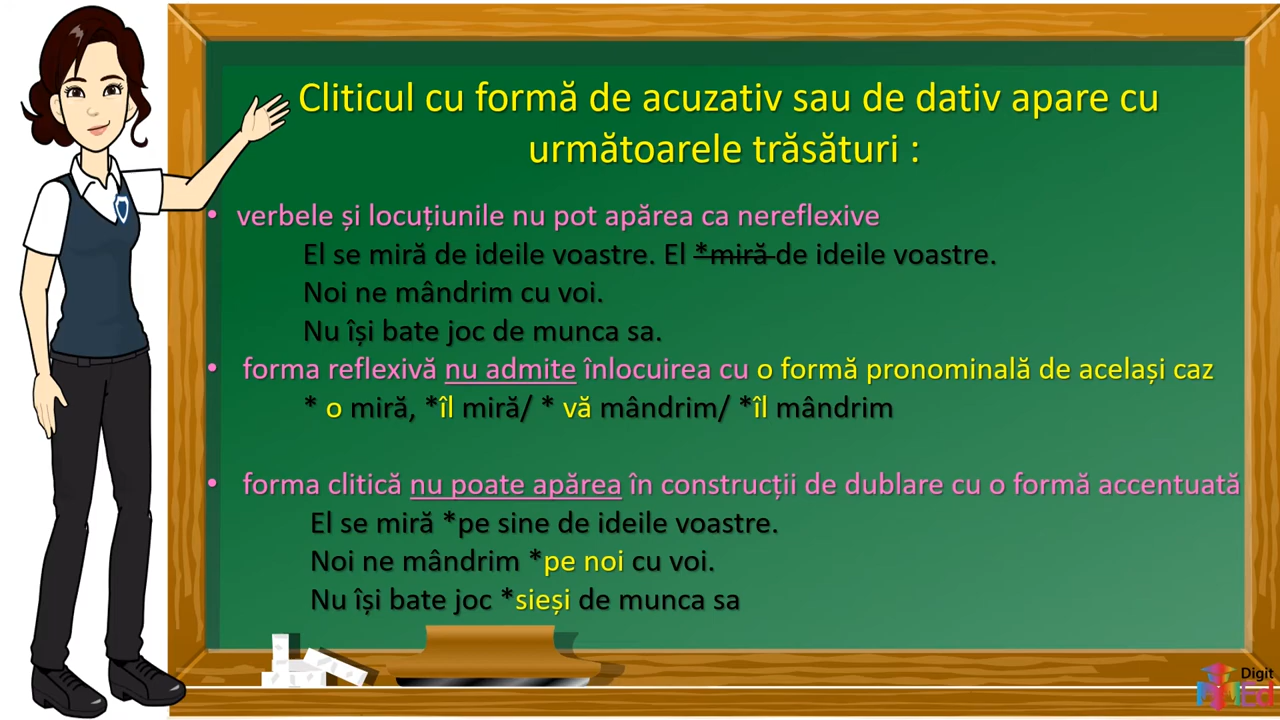 Cliticul cu formă de acuzativ sau de dativ apare cu
următoarele trăsături :
• verbele și locuțiunile nu pot apărea ca nereflexive
El se miră de ideile voastre. El *miră de ideile voastre.
Noi ne mândrim cu voi.
Nu își bate joc de munca sa.
• forma reflexivă nu admite înlocuirea cu o formă pronominală de același caz
* o miră, *îl miră/ * vă mândrim/ *îl mândrim
• forma clitică nu poate apărea în construcții de dublare cu o formă accentuată
El se miră *pe sine de ideile voastre.
Noi ne mândrim *pe noi cu voi.
Nu își bate joc *sieși de munca sa
Digit